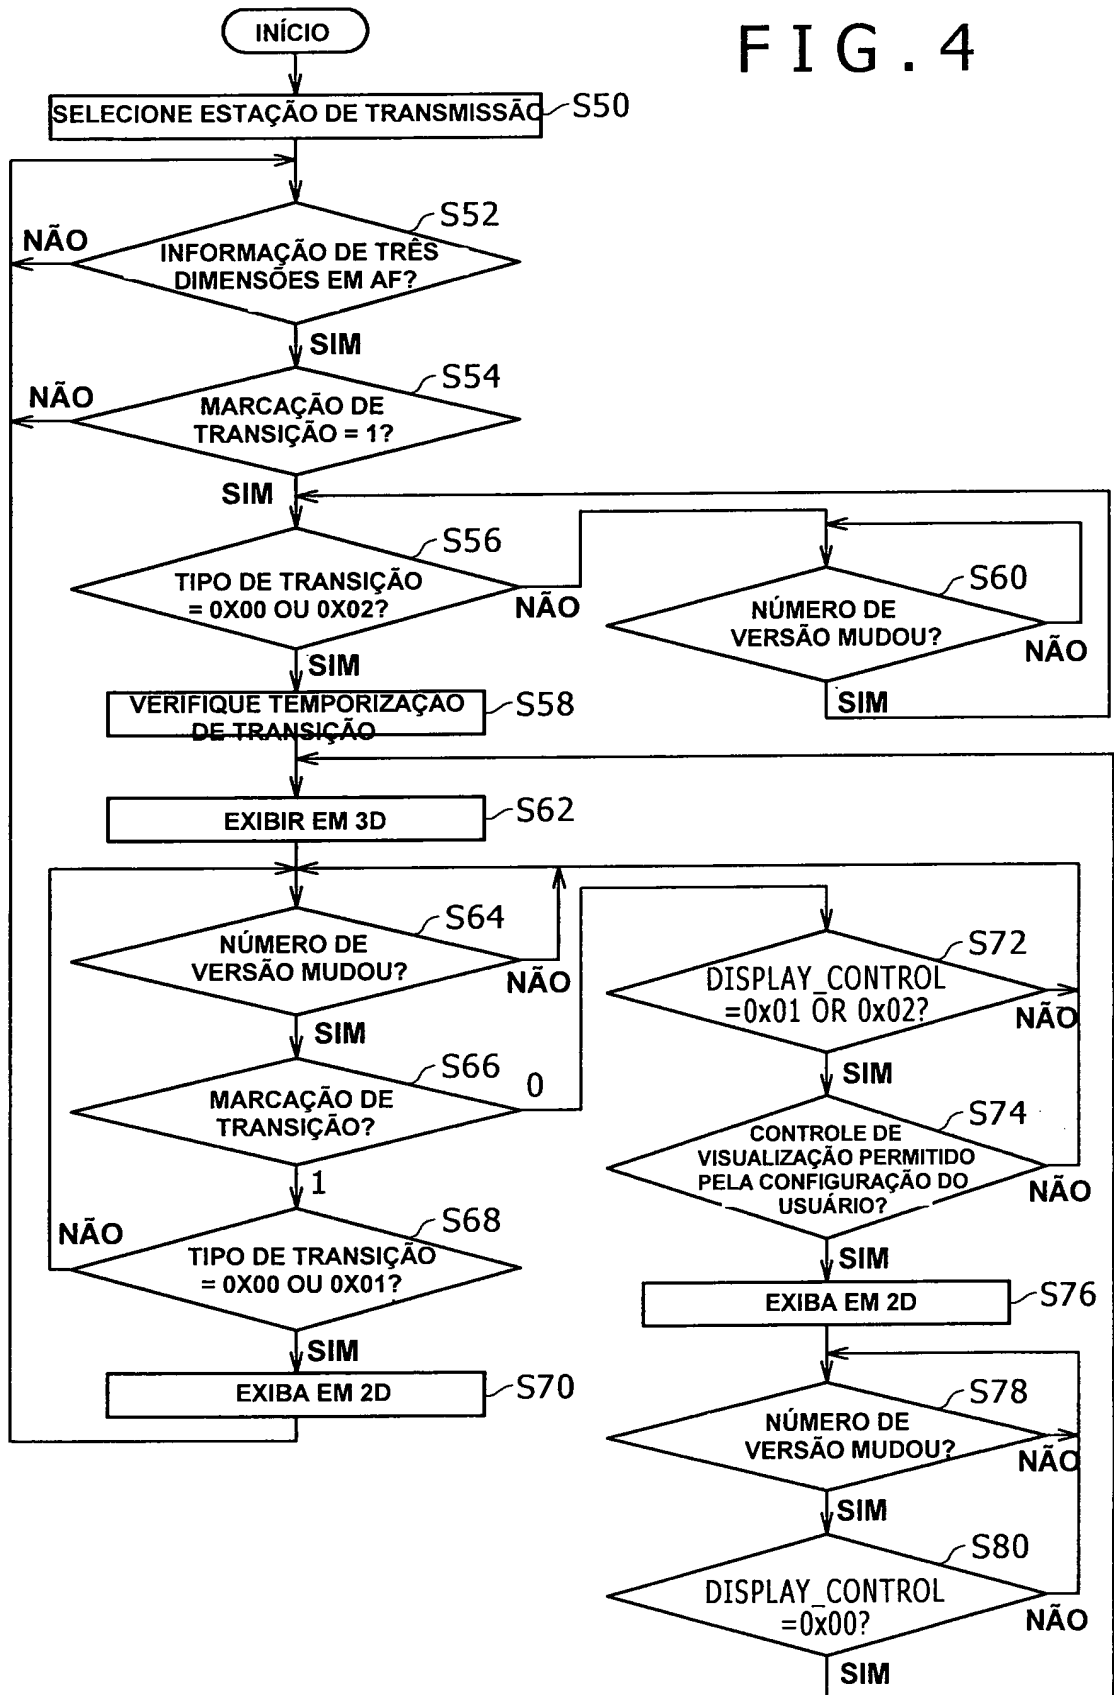 FIG.4
INÍCIO
SELECIONE ESTAÇÃO DE TRANSMISSÃO
S50
S52
NÃO
INFORMAÇÃO DE TRÊS
DIMENSÕES EM AF?
SIM
S54
NÃO
MARCAÇÃO DE
TRANSIÇÃO = 1?
SIM
S56
TIPO DE TRANSIÇÃO
= 0X00 OU 0X02?
NÃO
SIM
S60
NÚMERO DE
VERSÃO MUDOU?
NÃO
SIM
VERIFIQUE TEMPORIZAÇAO
DE TRANSIÇÃO
S58
EXIBIR EM 3D
S62
S64
NÚMERO DE
VERSÃO MUDOU?
NÃO
SIM
S66
0
MARCAÇÃO DE
TRANSIÇÃO?
1
S68
NÃO
TIPO DE TRANSIÇÃO
= 0X00 OU 0X01?
SIM
EXIBA EM 2D
S70
S72
DISPLAY_CONTROL
=0x01 OR 0x02?
NÃO
SIM
S74
CONTROLE DE
VISUALIZAÇÃO PERMITIDO
PELA CONFIGURAÇÃO DO
USUÁRIO?
NÃO
SIM
EXIBA EM 2D
S76
S78
NÚMERO DE
VERSÃO MUDOU?
NÃO
SIM
S80
DISPLAY_CONTROL
=0x00?
NÃO
SIM